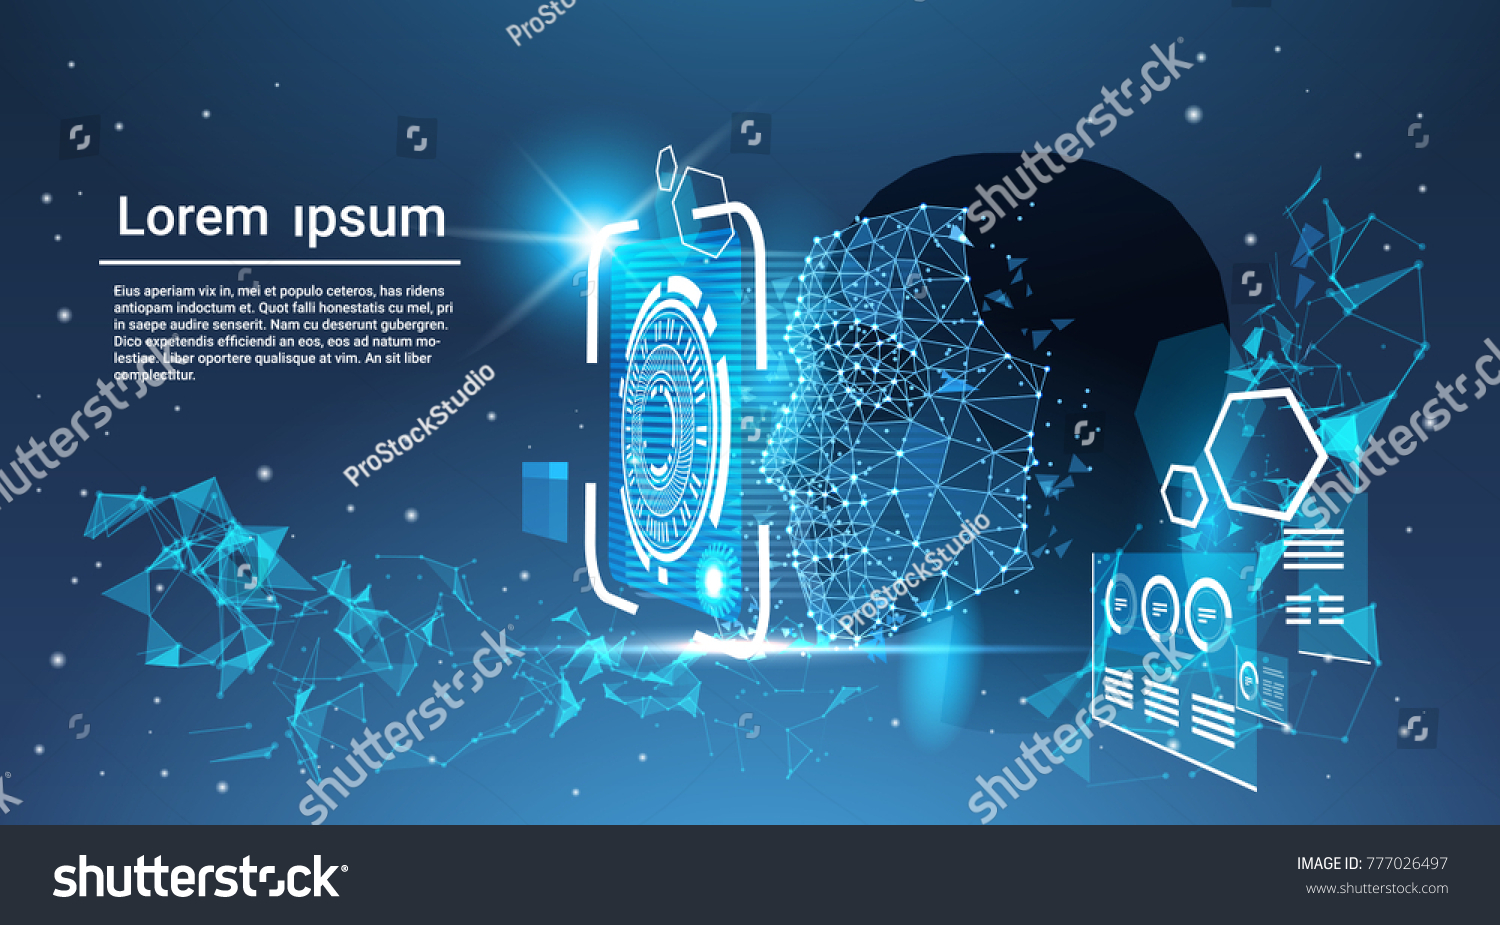 ProStockStudio
shutterstock
Lorem ipsum
Eius aperiam vix in, mei et populo ceteros, has ridens
antiopam indoctum et. Quot falli honestatis cu mel, pri
in saepe audire senserit. Nam cu deserunt gubergren.
Dico expetendis efficiendi an eos, eos ad natum mo-
lestiae. Liber oportere qualisque at vim. An sit liber
complectitur.
shutterstock
ProStockStudio
shutterstock
ProStockStudio
shutterstock
shutterstock
shutterstock
IMAGE ID: 777026497
www.shutterstock.com